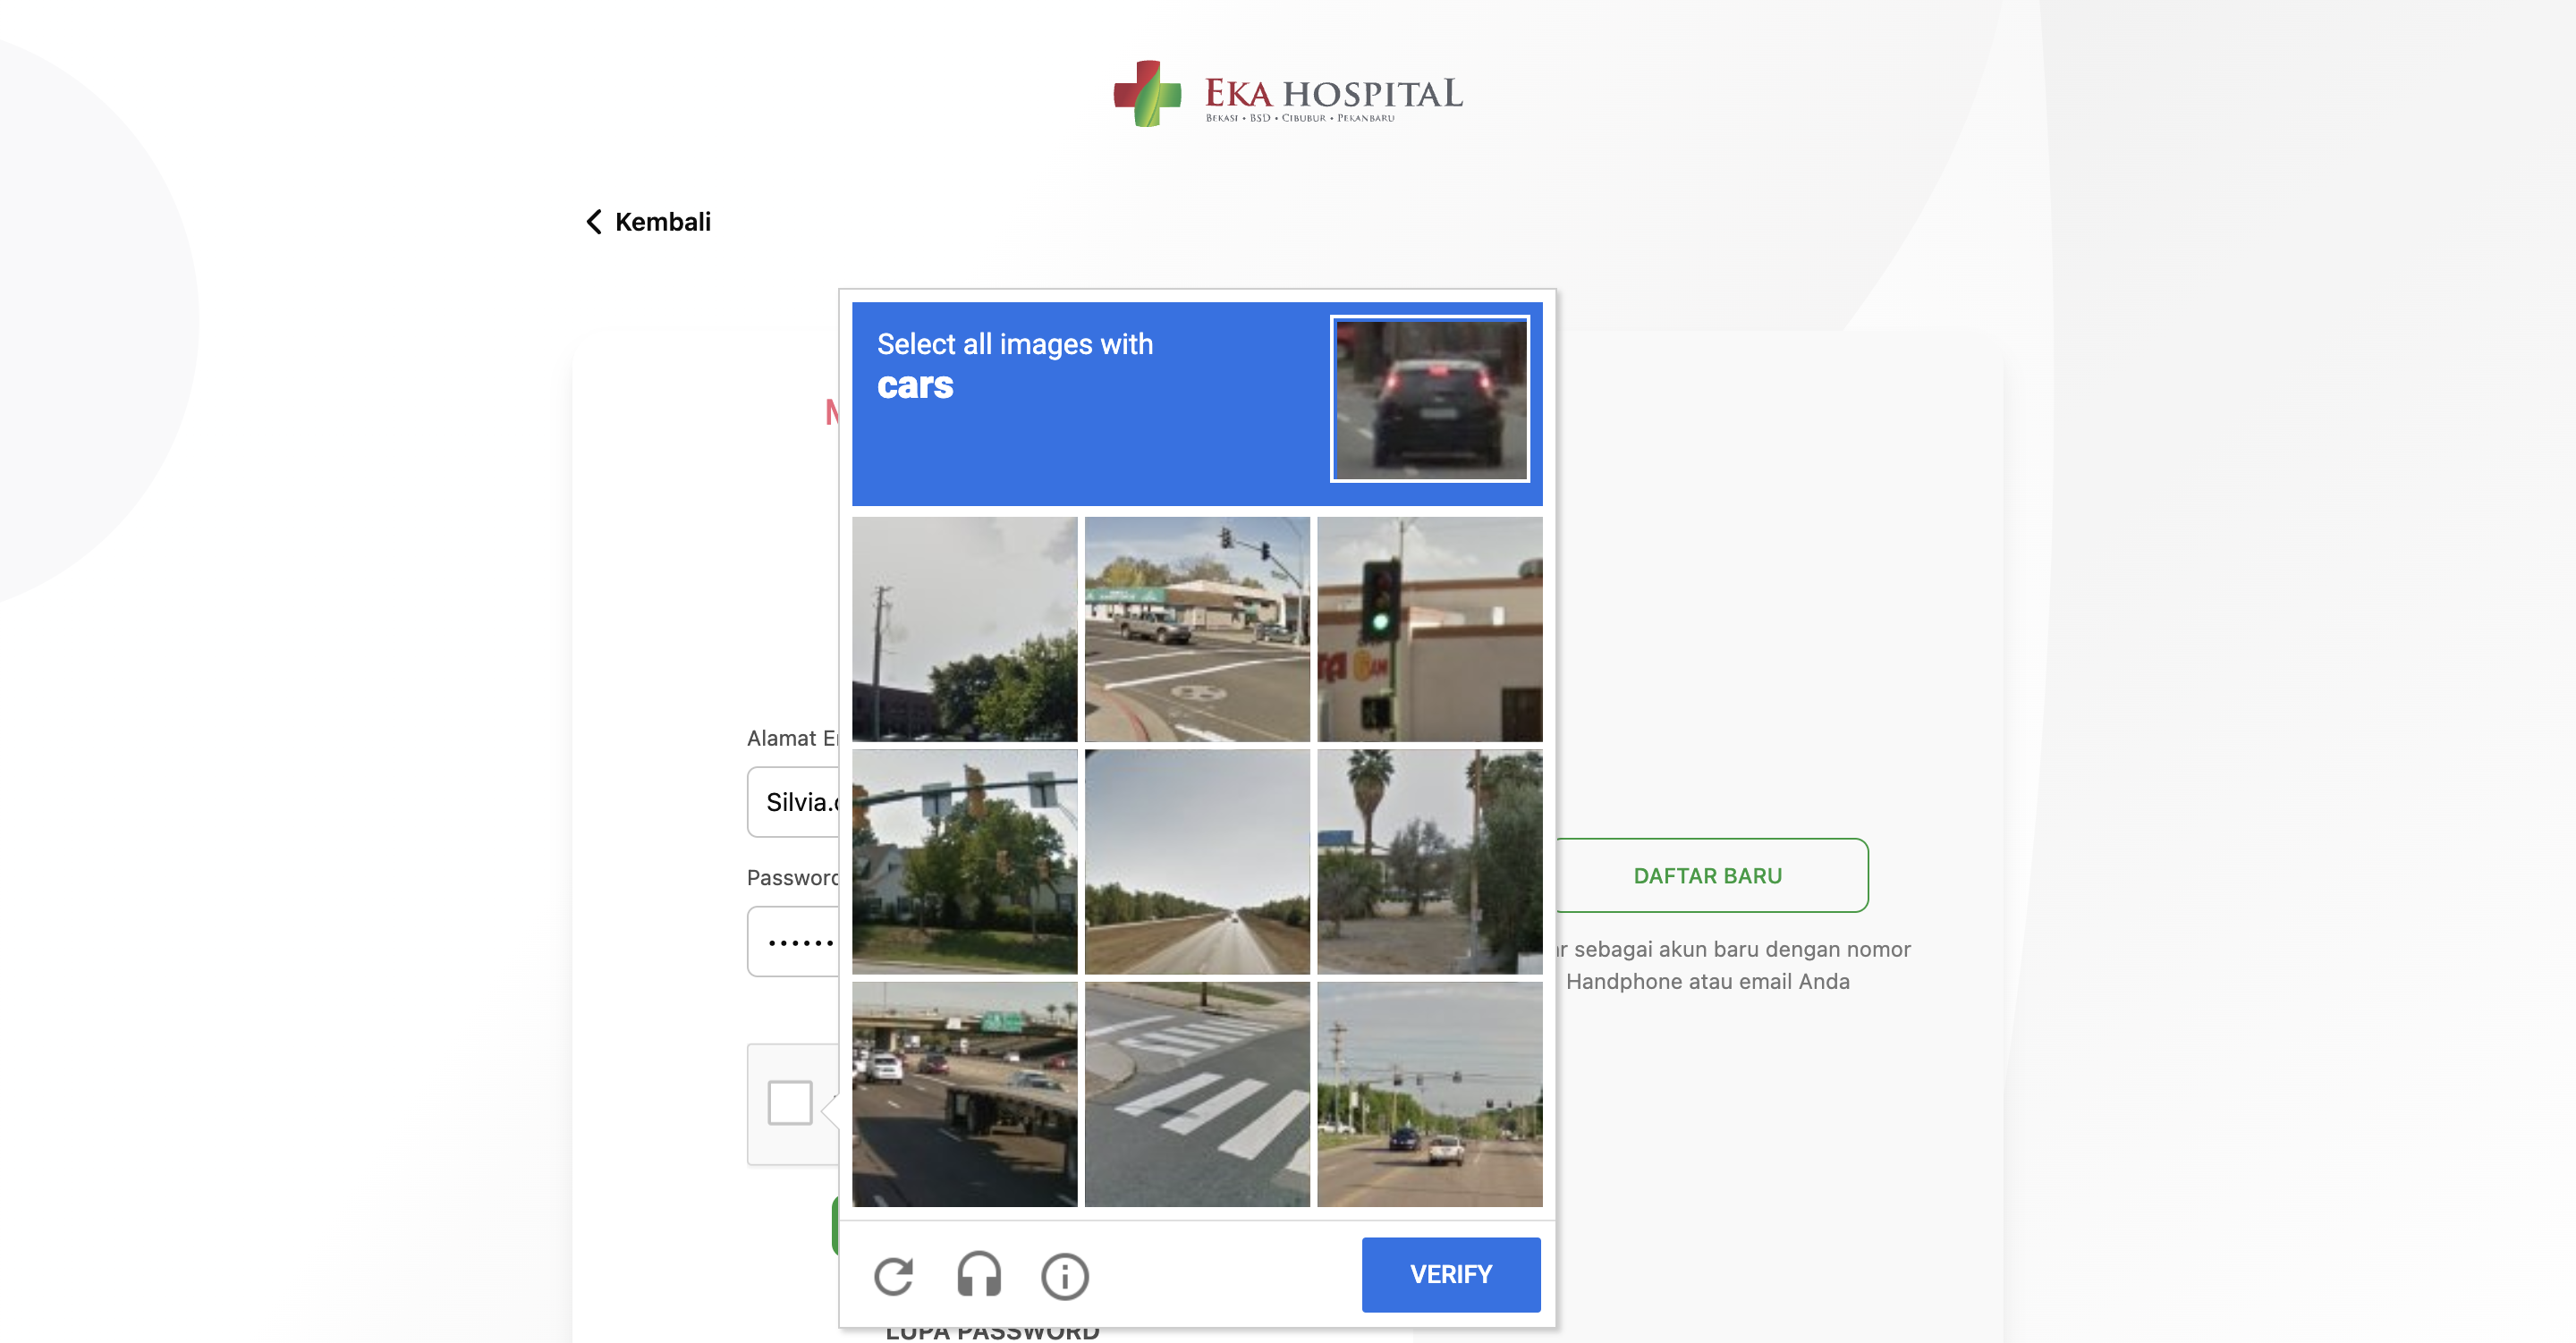 EKA HOSPITAL
BEKASI • BSD • CIBUBUR • PEKANBARU
Kembali
Select all images with
cars
Alamat
Silvia.
Password
DAFTAR BARU
sebagai akun baru dengan nomor
Handphone atau email Anda
VERIFY
LUPA PASSWORD